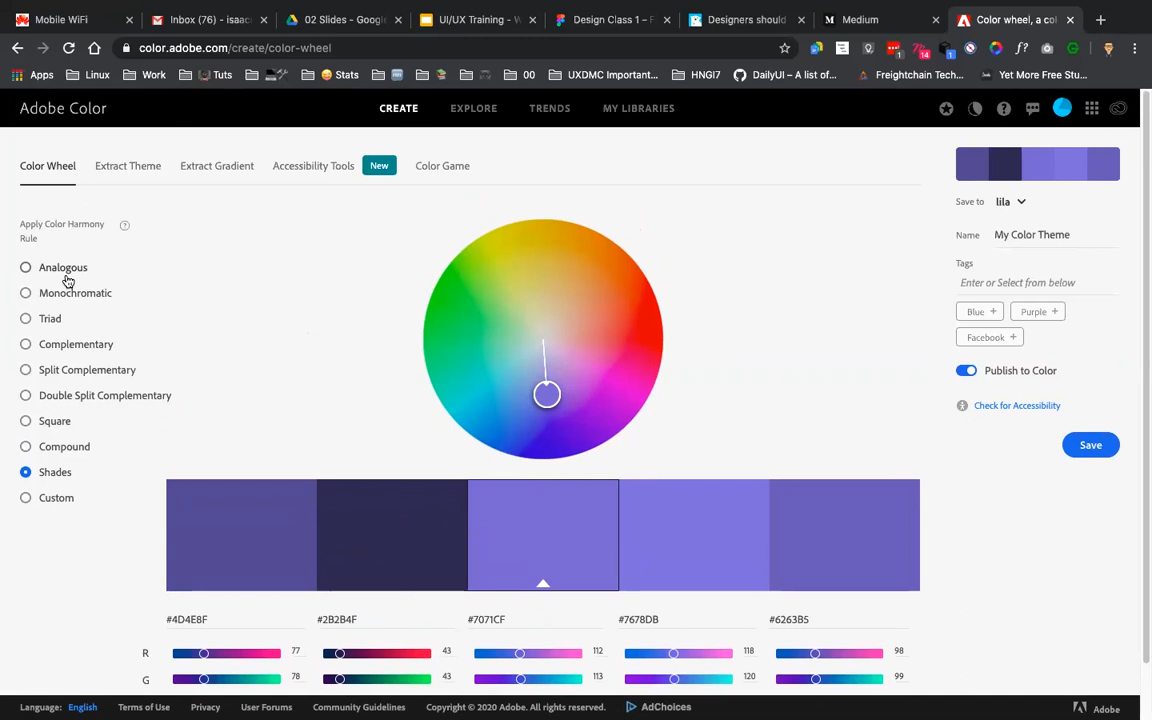 Mobile WiFi
Inbox (76) – isaac
02 Slides - Google
UI/UX Training - W
Design Class 1 – F
Designers should
Medium
Color wheel, a col
color.adobe.com/create/color-wheel
1
14
1
f?
Apps
Linux
Work
Tuts
Stats
00
UXDMC Important...
HNGI7
DailyUI – A list of...
Freightchain Tech...
Yet More Free Stu...
Adobe Color
CREATE
EXPLORE
TRENDS
MY LIBRARIES
Color Wheel
Extract Theme
Extract Gradient
Accessibility Tools
New
Color Game
Apply Color Harmony
Rule
Analogous
Monochromatic
Triad
Complementary
Split Complementary
Double Split Complementary
Square
Compound
Shades
Custom
Save to
lila
Name
My Color Theme
Tags
Enter or Select from below
Blue +
Purple +
Facebook +
Publish to Color
Check for Accessibility
Save
#4D4E8F
#2B2B4F
#7071CF
#7678DB
#6263B5
R
77
43
112
118
98
G
78
43
113
120
99
Language: English
Terms of Use
Privacy
User Forums
Community Guidelines
Copyright © 2020 Adobe. All rights reserved.
AdChoices
Adobe